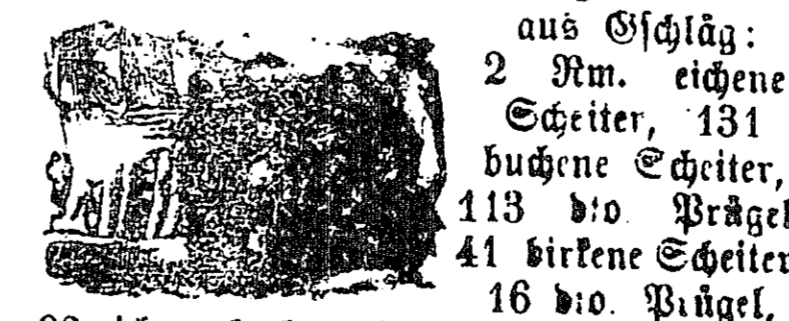 aus Gschläg:
2 Rm. eichene
Scheiter, 131
buchene Scheiter,
113 dto. Prügel
41 birkene Scheiter
16 dto. Prügel,